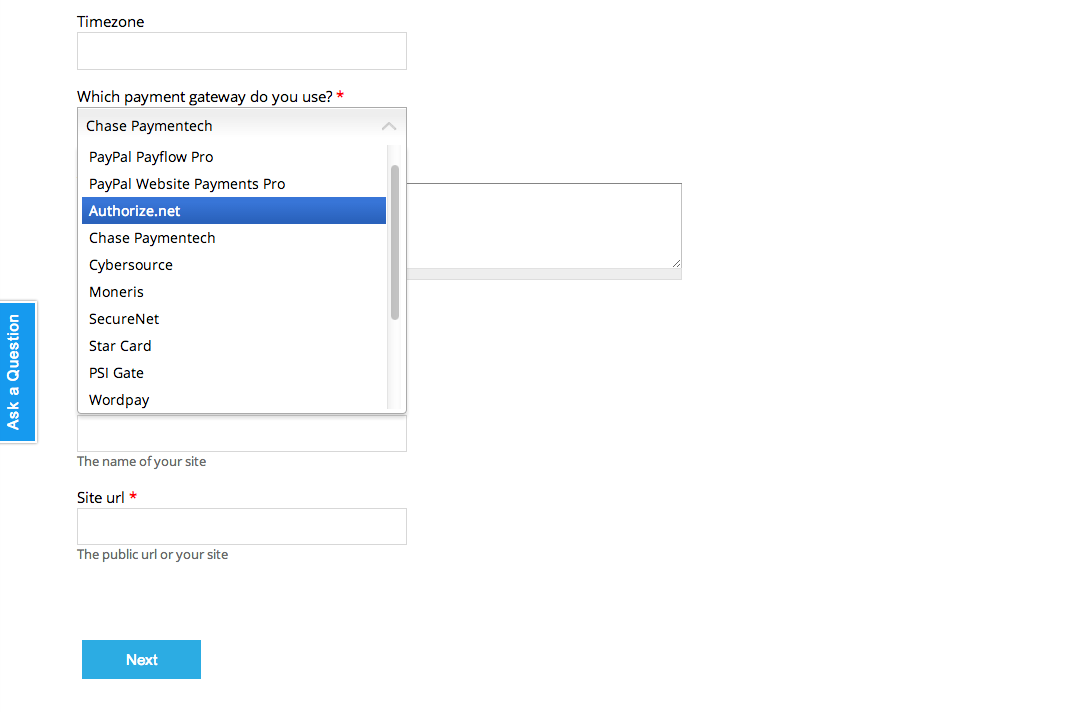 Timezone
Which payment gateway do you use? *
Chase Paymentech
PayPal Payflow Pro
PayPal Website Payments Pro
Authorize.net
Chase Paymentech
Cybersource
Moneris
SecureNet
Star Card
PSI Gate
Wordpay
Ask a Question
The name of your site
Site url *
The public url or your site
Next